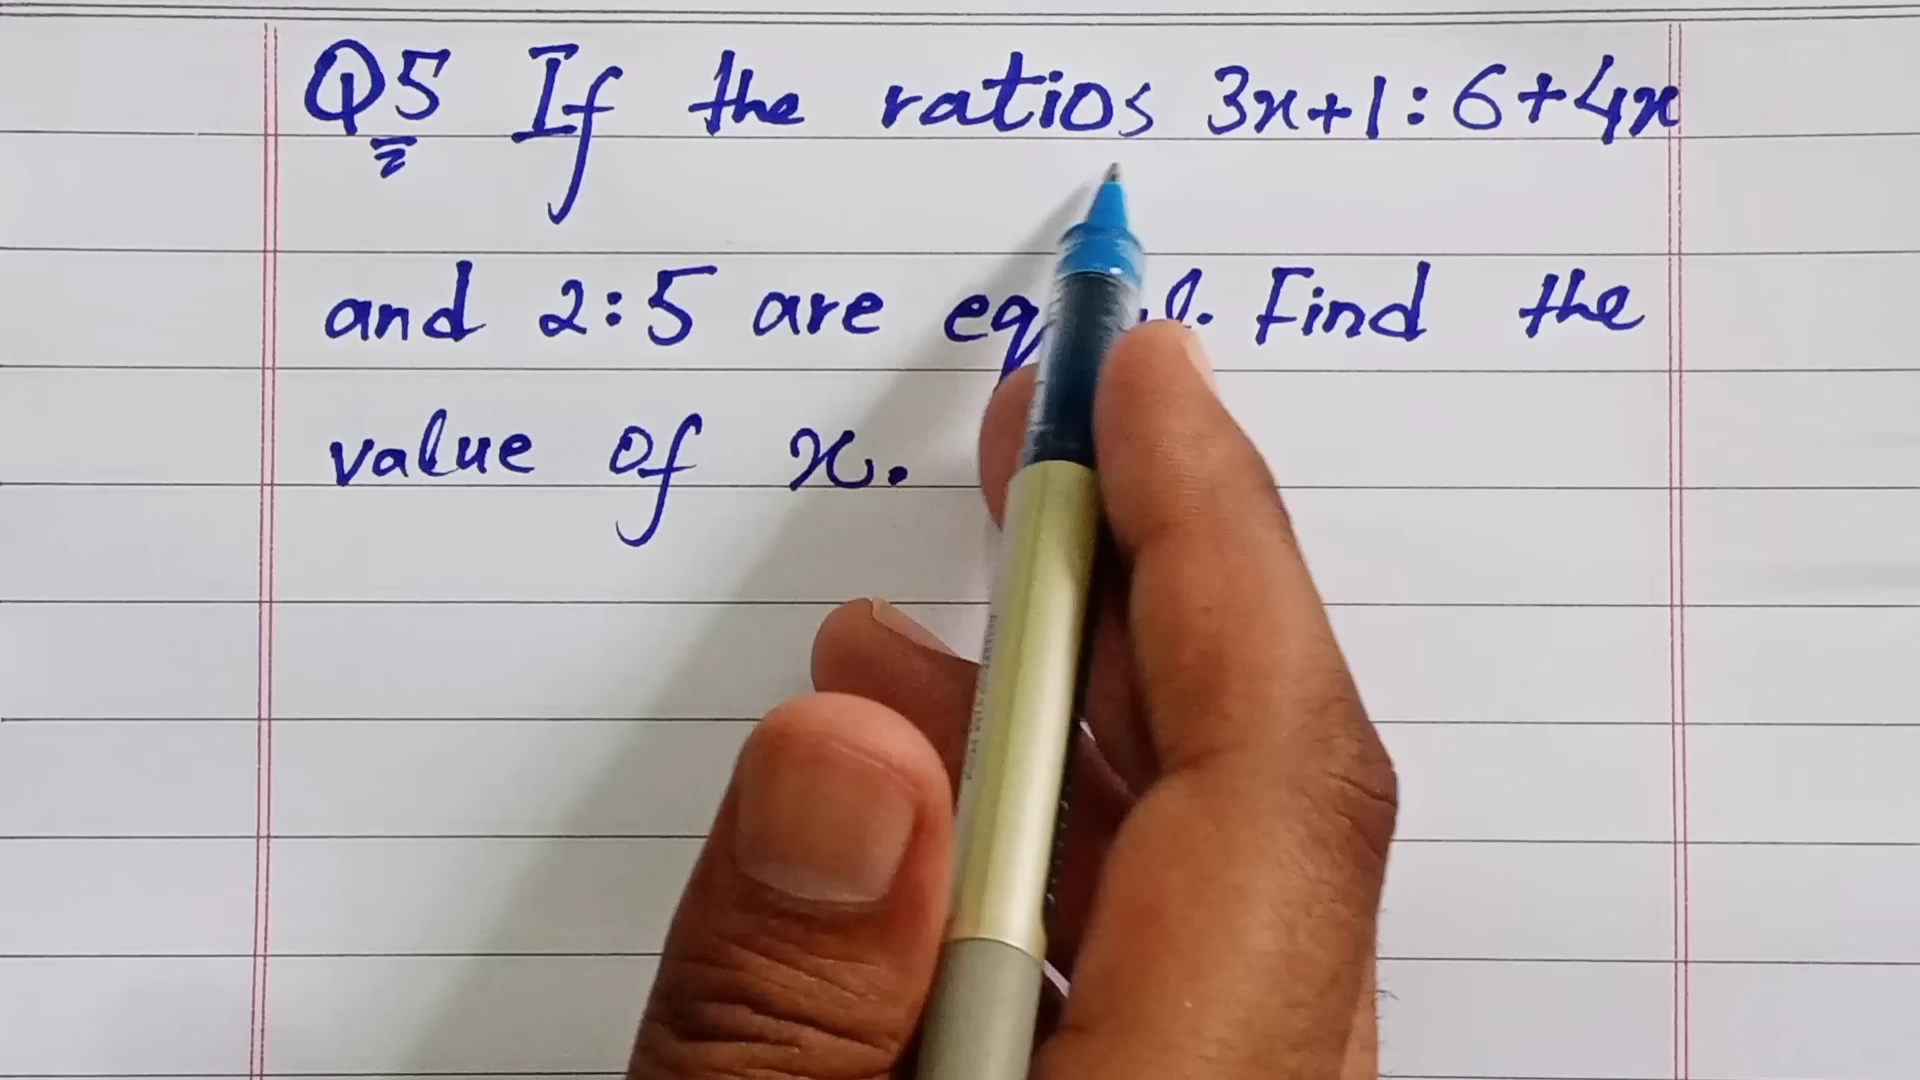 Q5 If the ratios 3x+1:6+4x
and 2:5 are Find the
value of x.